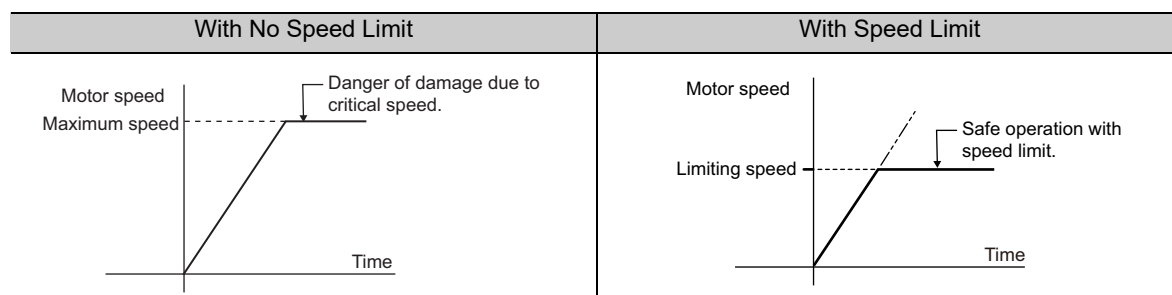 With No Speed Limit
With Speed Limit
Motor speed
Maximum speed
Danger of damage due to
critical speed.
Time
Motor speed
Limiting speed
Safe operation with
speed limit.
Time